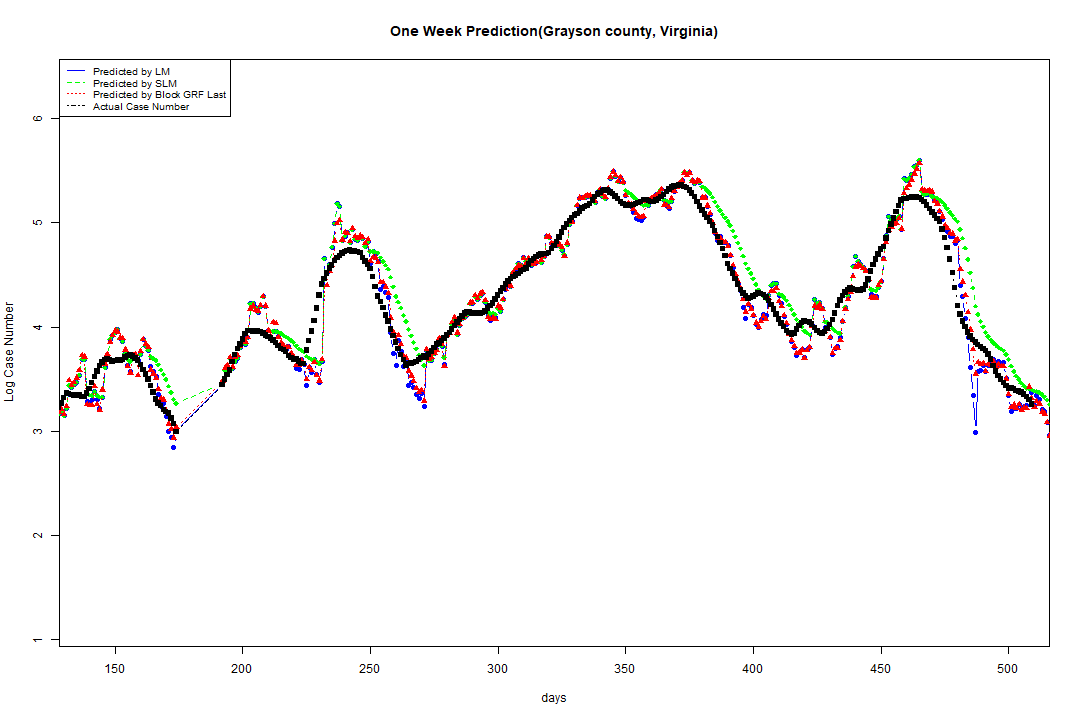 One Week Prediction(Grayson county, Virginia)
Predicted by LM
Predicted by SLM
Predicted by Block GRF Last
Actual Case Number
Log Case Number
6
5
4
3
2
1
150 200 250 300 350 400 450 500
days